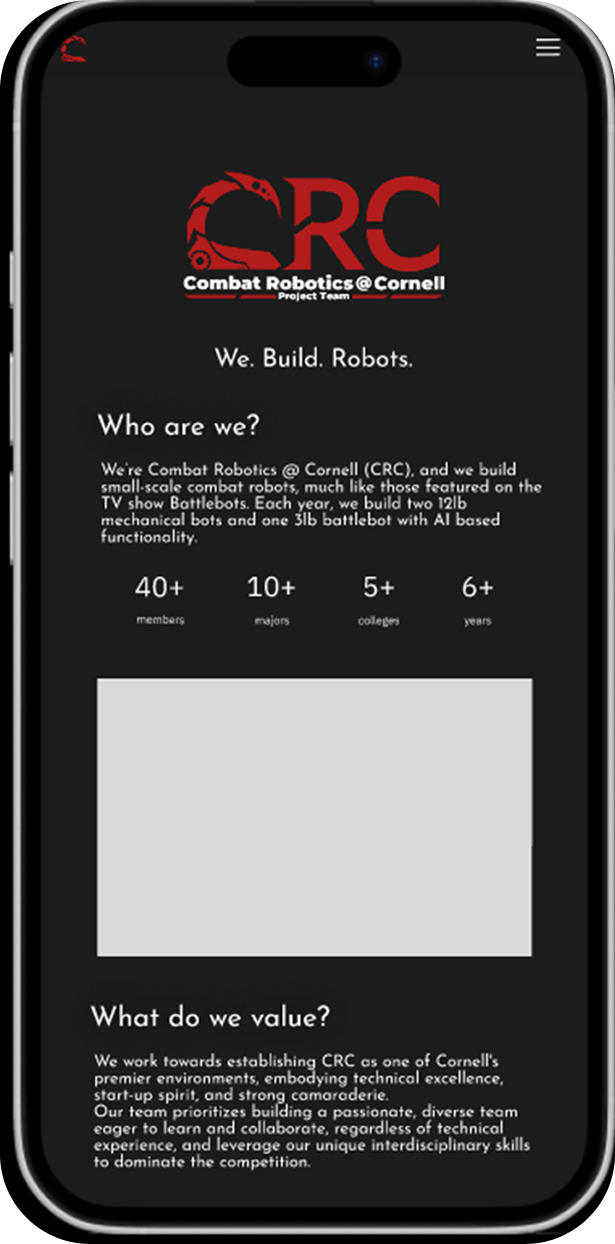 CRC
Combat Robotics @ Cornell
Project Team
We. Build. Robots.
Who are we?
We're Combat Robotics @ Cornell (CRC), and we build
small-scale combat robots, much like those featured on the
TV show Battlebots. Each year, we build two 12lb
mechanical bots and one 3lb battlebot with AI based
functionality.
40+ 10+ 5+ 6+
members majors colleges years
What do we value?
We work towards establishing CRC as one of Cornell's
premier environments, embodying technical excellence,
start-up spirit, and strong camaraderie.
Our team prioritizes building a passionate, diverse team
eager to learn and collaborate, regardless of technical
experience, and leverage our unique interdisciplinary skills
to dominate the competition.